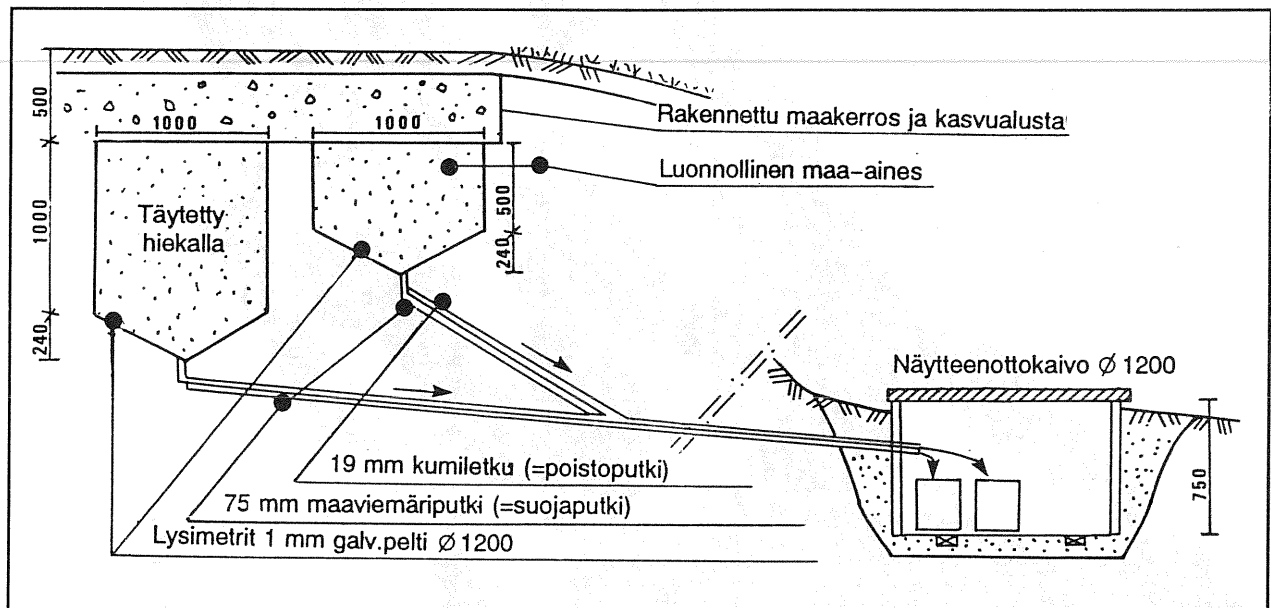 500
1000
1000
Rakennettu maakerros ja kasvualusta
Luonnollinen maa-aines
1000
Täytetty
hiekalla
500
240
240
Näytteenottokaivo Ø 1200
750
19 mm kumiletku (=poistoputki)
75 mm maaviemäriputki (=suojaputki)
Lysimetrit 1 mm galv.pelti Ø 1200